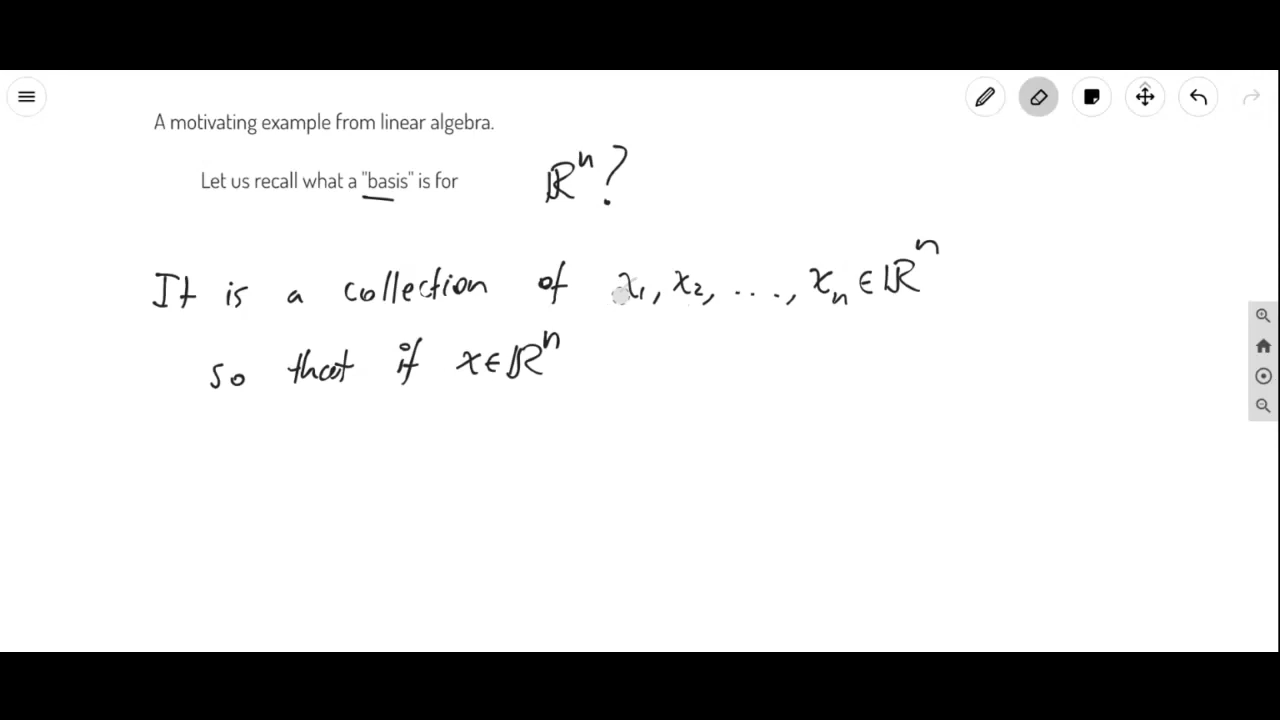 A motivating example from linear algebra.
Let us recall what a "basis" is for ℝⁿ?
It is a collection of x₁, x₂, ..., xₙ ∈ ℝⁿ
so that if x ∈ ℝⁿ